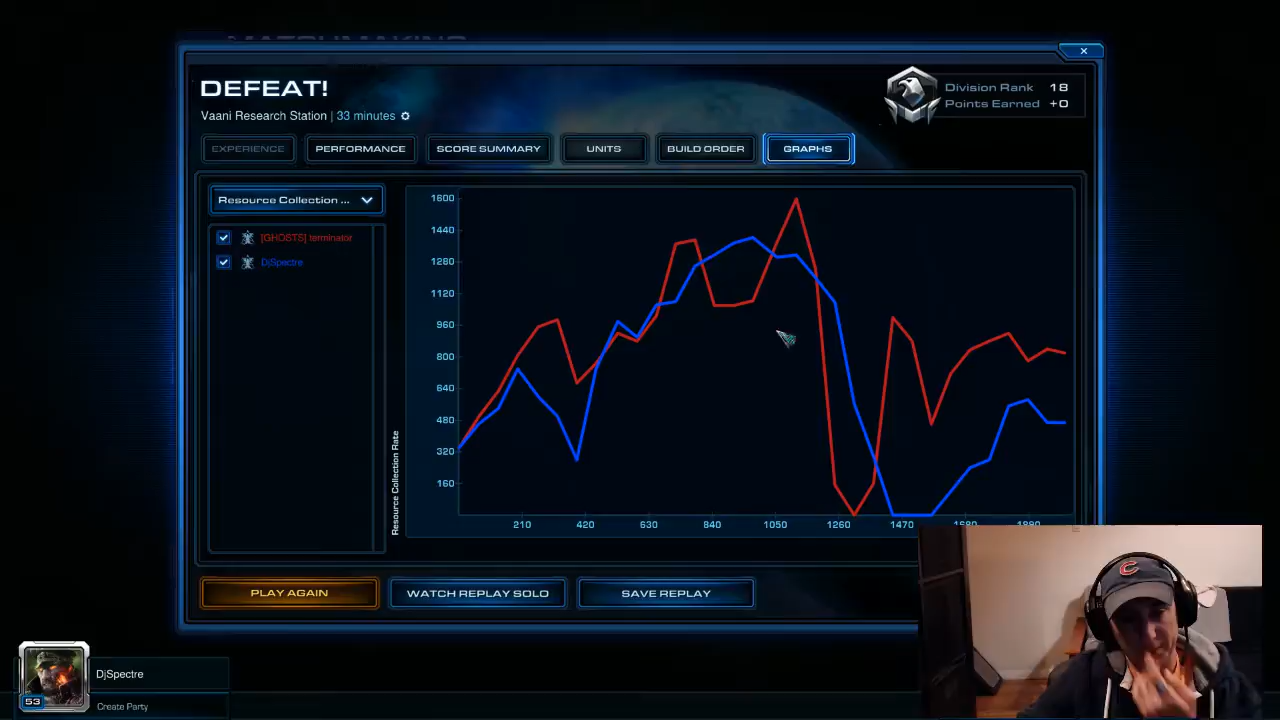 DEFEAT!
Vaani Research Station | 33 minutes
Division Rank 18
Points Earned +0
EXPERIENCE
PERFORMANCE
SCORE SUMMARY
UNITS
BUILD ORDER
GRAPHS
Resource Collection ...
[GHOSTS] terminator
DjSpectre
1600
1440
1280
1120
960
800
640
480
320
160
Resource Collection Rate
210 420 630 840 1050 1260 1470 1680 1890
PLAY AGAIN
WATCH REPLAY SOLO
SAVE REPLAY
53
DjSpectre
Create Party
C